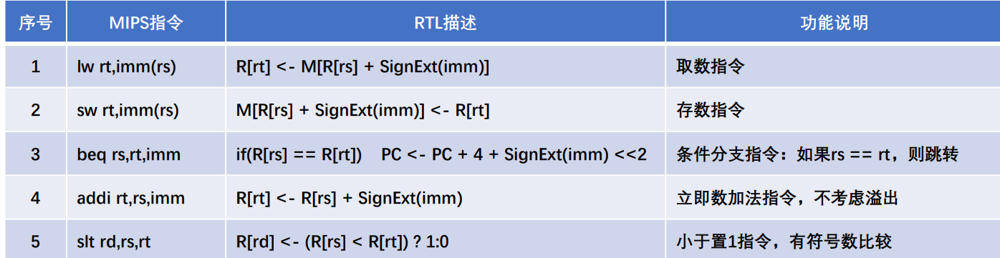 序号 MIPS指令 RTL描述 功能说明
1 lw rt,imm(rs) R[rt] <- M[R[rs] + SignExt(imm)] 取数指令
2 sw rt,imm(rs) M[R[rs] + SignExt(imm)] <- R[rt] 存数指令
3 beq rs,rt,imm if(R[rs] == R[rt]) PC <- PC + 4 + SignExt(imm) <<2 条件分支指令：如果rs == rt，则跳转
4 addi rt,rs,imm R[rt] <- R[rs] + SignExt(imm) 立即数加法指令，不考虑溢出
5 slt rd,rs,rt R[rd] <- (R[rs] < R[rt]) ? 1:0 小于置1指令，有符号数比较